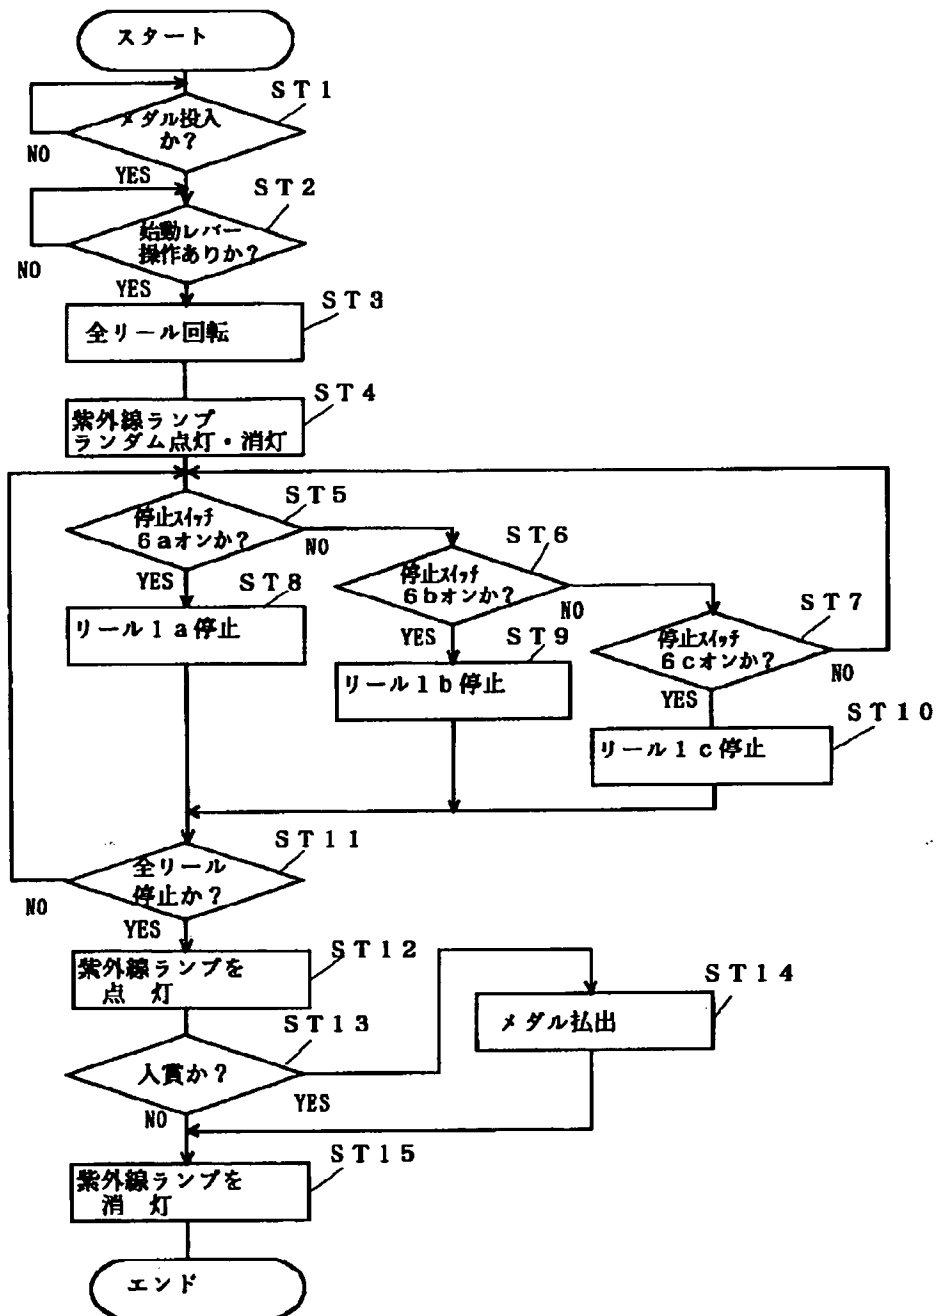 スタート
ST1
メダル投入
か?
NO
YES
ST2
始動レバー
操作ありか?
NO
YES
ST3
全リール回転
ST4
紫外線ランプ
ランダム点灯・消灯
ST5
停止スイッチ
6aオンか?
NO
YES
ST6
停止スイッチ
6bオンか?
NO
YES
ST7
停止スイッチ
6cオンか?
NO
YES
ST8
リール1a停止
ST9
リール1b停止
ST10
リール1c停止
ST11
全リール
停止か?
NO
YES
ST12
紫外線ランプを
点 灯
ST13
入賞か?
YES
NO
ST14
メダル払出
ST15
紫外線ランプを
消 灯
エンド